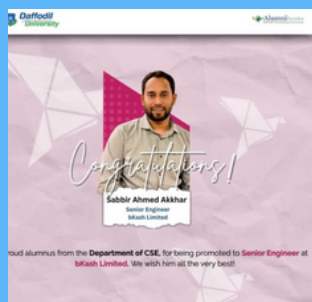 Daffodil
University
Congratulations!
Sabbir Ahmed Akkhar
Senior Engineer
bKash Limited
roud alumnus from the Department of CSE, for being promoted to Senior Engineer at
bKash Limited. We wish him all the very best!